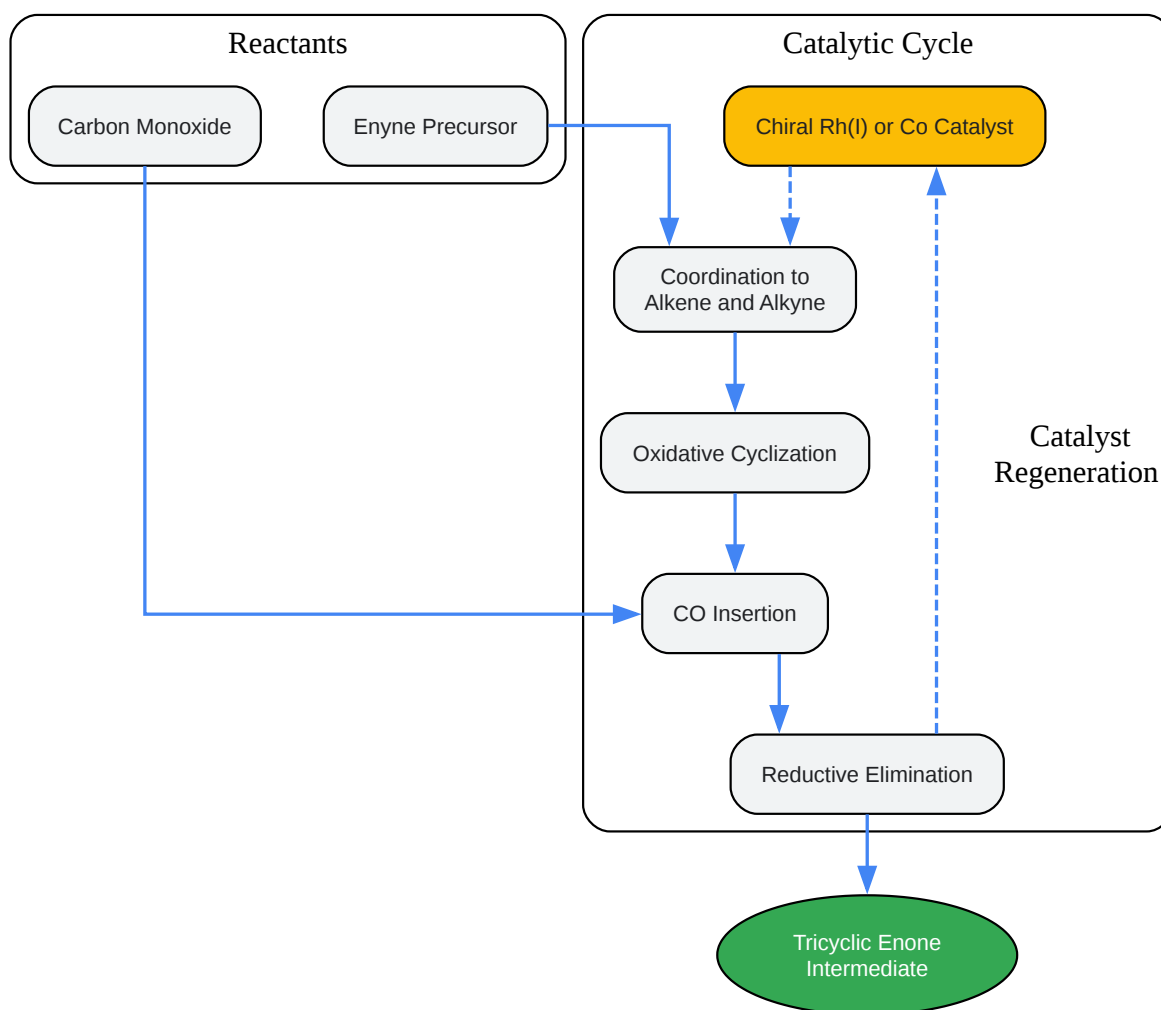 Reactants
Carbon Monoxide
Enyne Precursor
Catalytic Cycle
Chiral Rh(I) or Co Catalyst
Coordination to
Alkene and Alkyne
Oxidative Cyclization
Catalyst
Regeneration
CO Insertion
Reductive Elimination
Tricyclic Enone
Intermediate